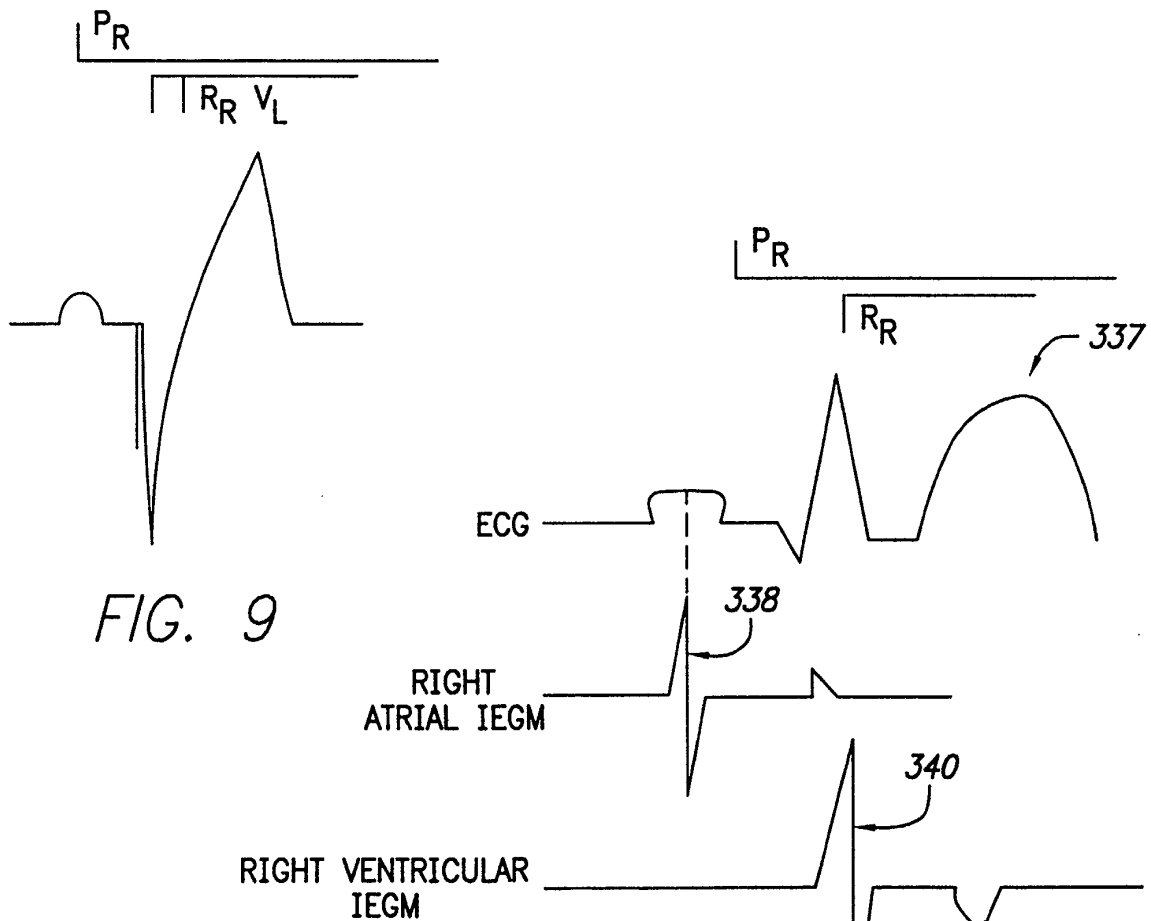 P_R
R_R V_L
FIG. 9
P_R
R_R
337
ECG
338
RIGHT
ATRIAL IEGM
340
RIGHT VENTRICULAR
IEGM